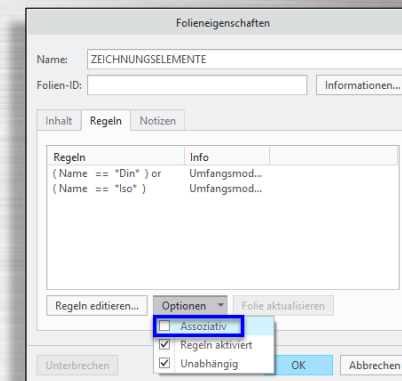 Folieneigenschaften
Name: ZEICHNUNGSELEMENTE
Folien-ID: Informationen...
Inhalt Regeln Notizen
Regeln Info
( Name == *Din* ) or Umfangsmod...
( Name == *Iso* ) Umfangsmod...
Regeln editieren... Optionen Folie aktualisieren
Assoziativ
Regeln aktiviert
Unabhängig
Unterbrechen OK Abbrechen